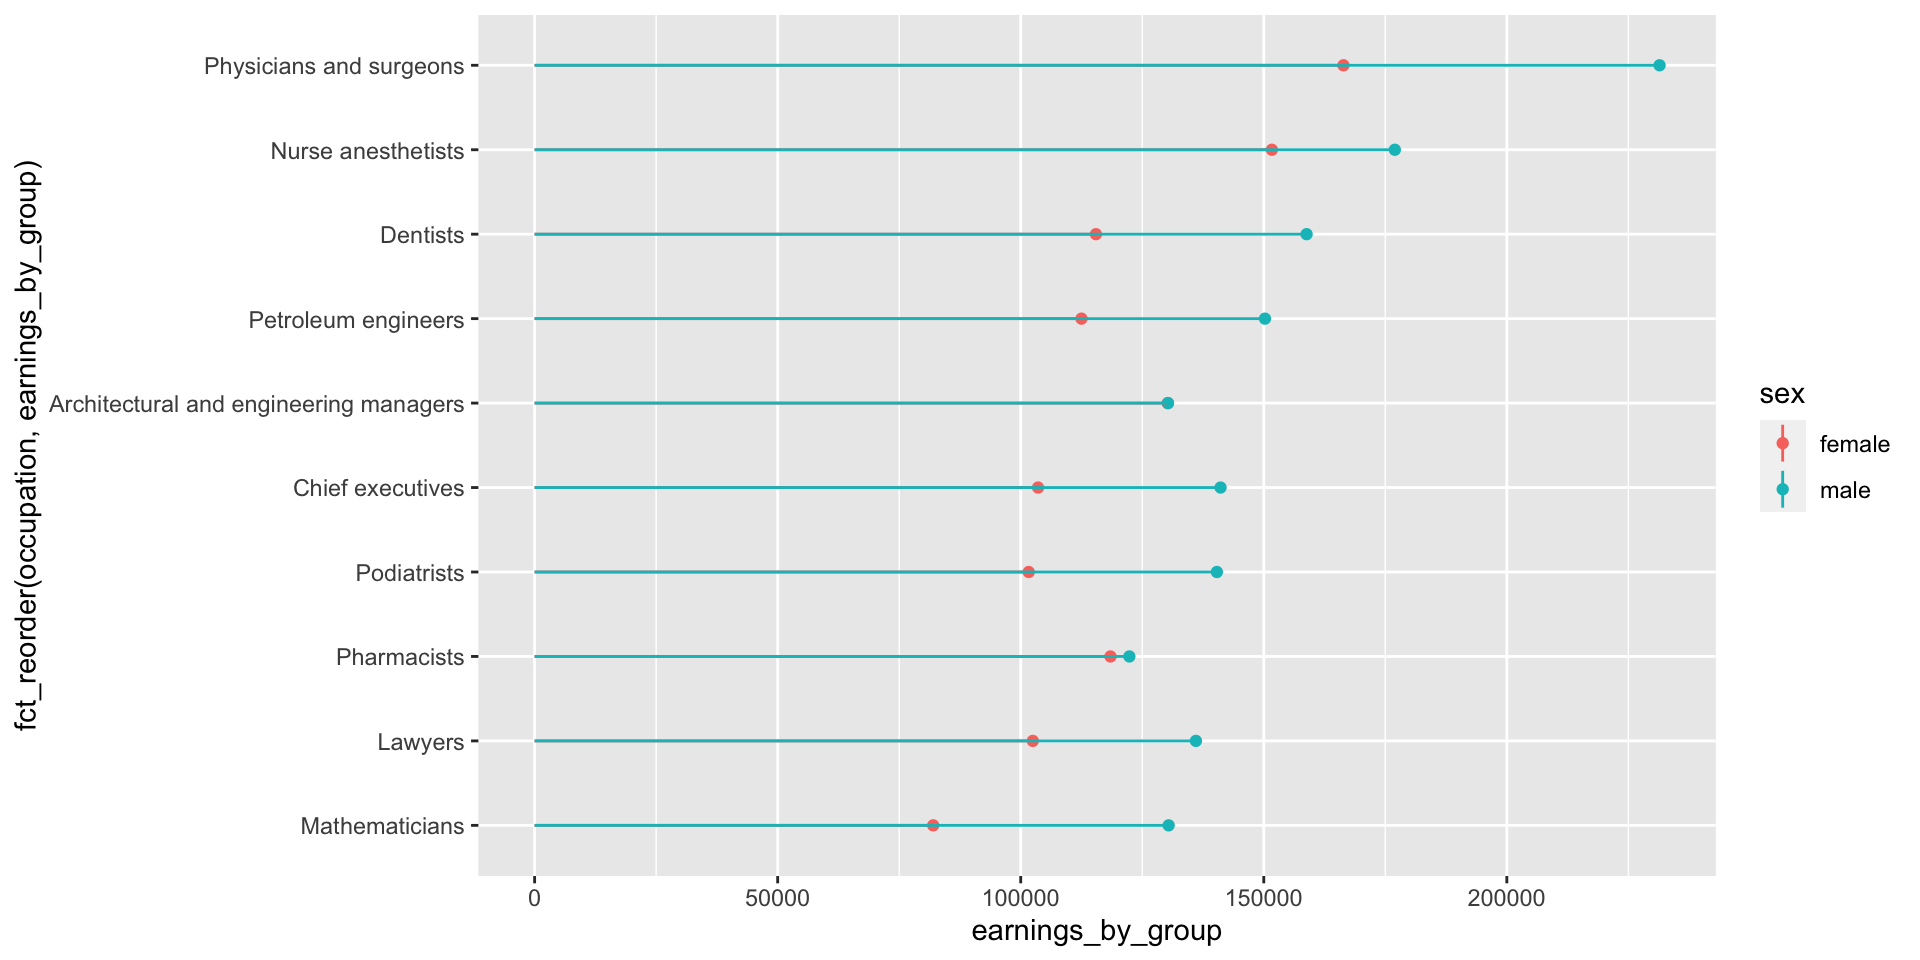 fct_reorder(occupation, earnings_by_group)
Physicians and surgeons
Nurse anesthetists
Dentists
Petroleum engineers
Architectural and engineering managers
Chief executives
Podiatrists
Pharmacists
Lawyers
Mathematicians
0
50000
100000
150000
200000
earnings_by_group
sex
female
male